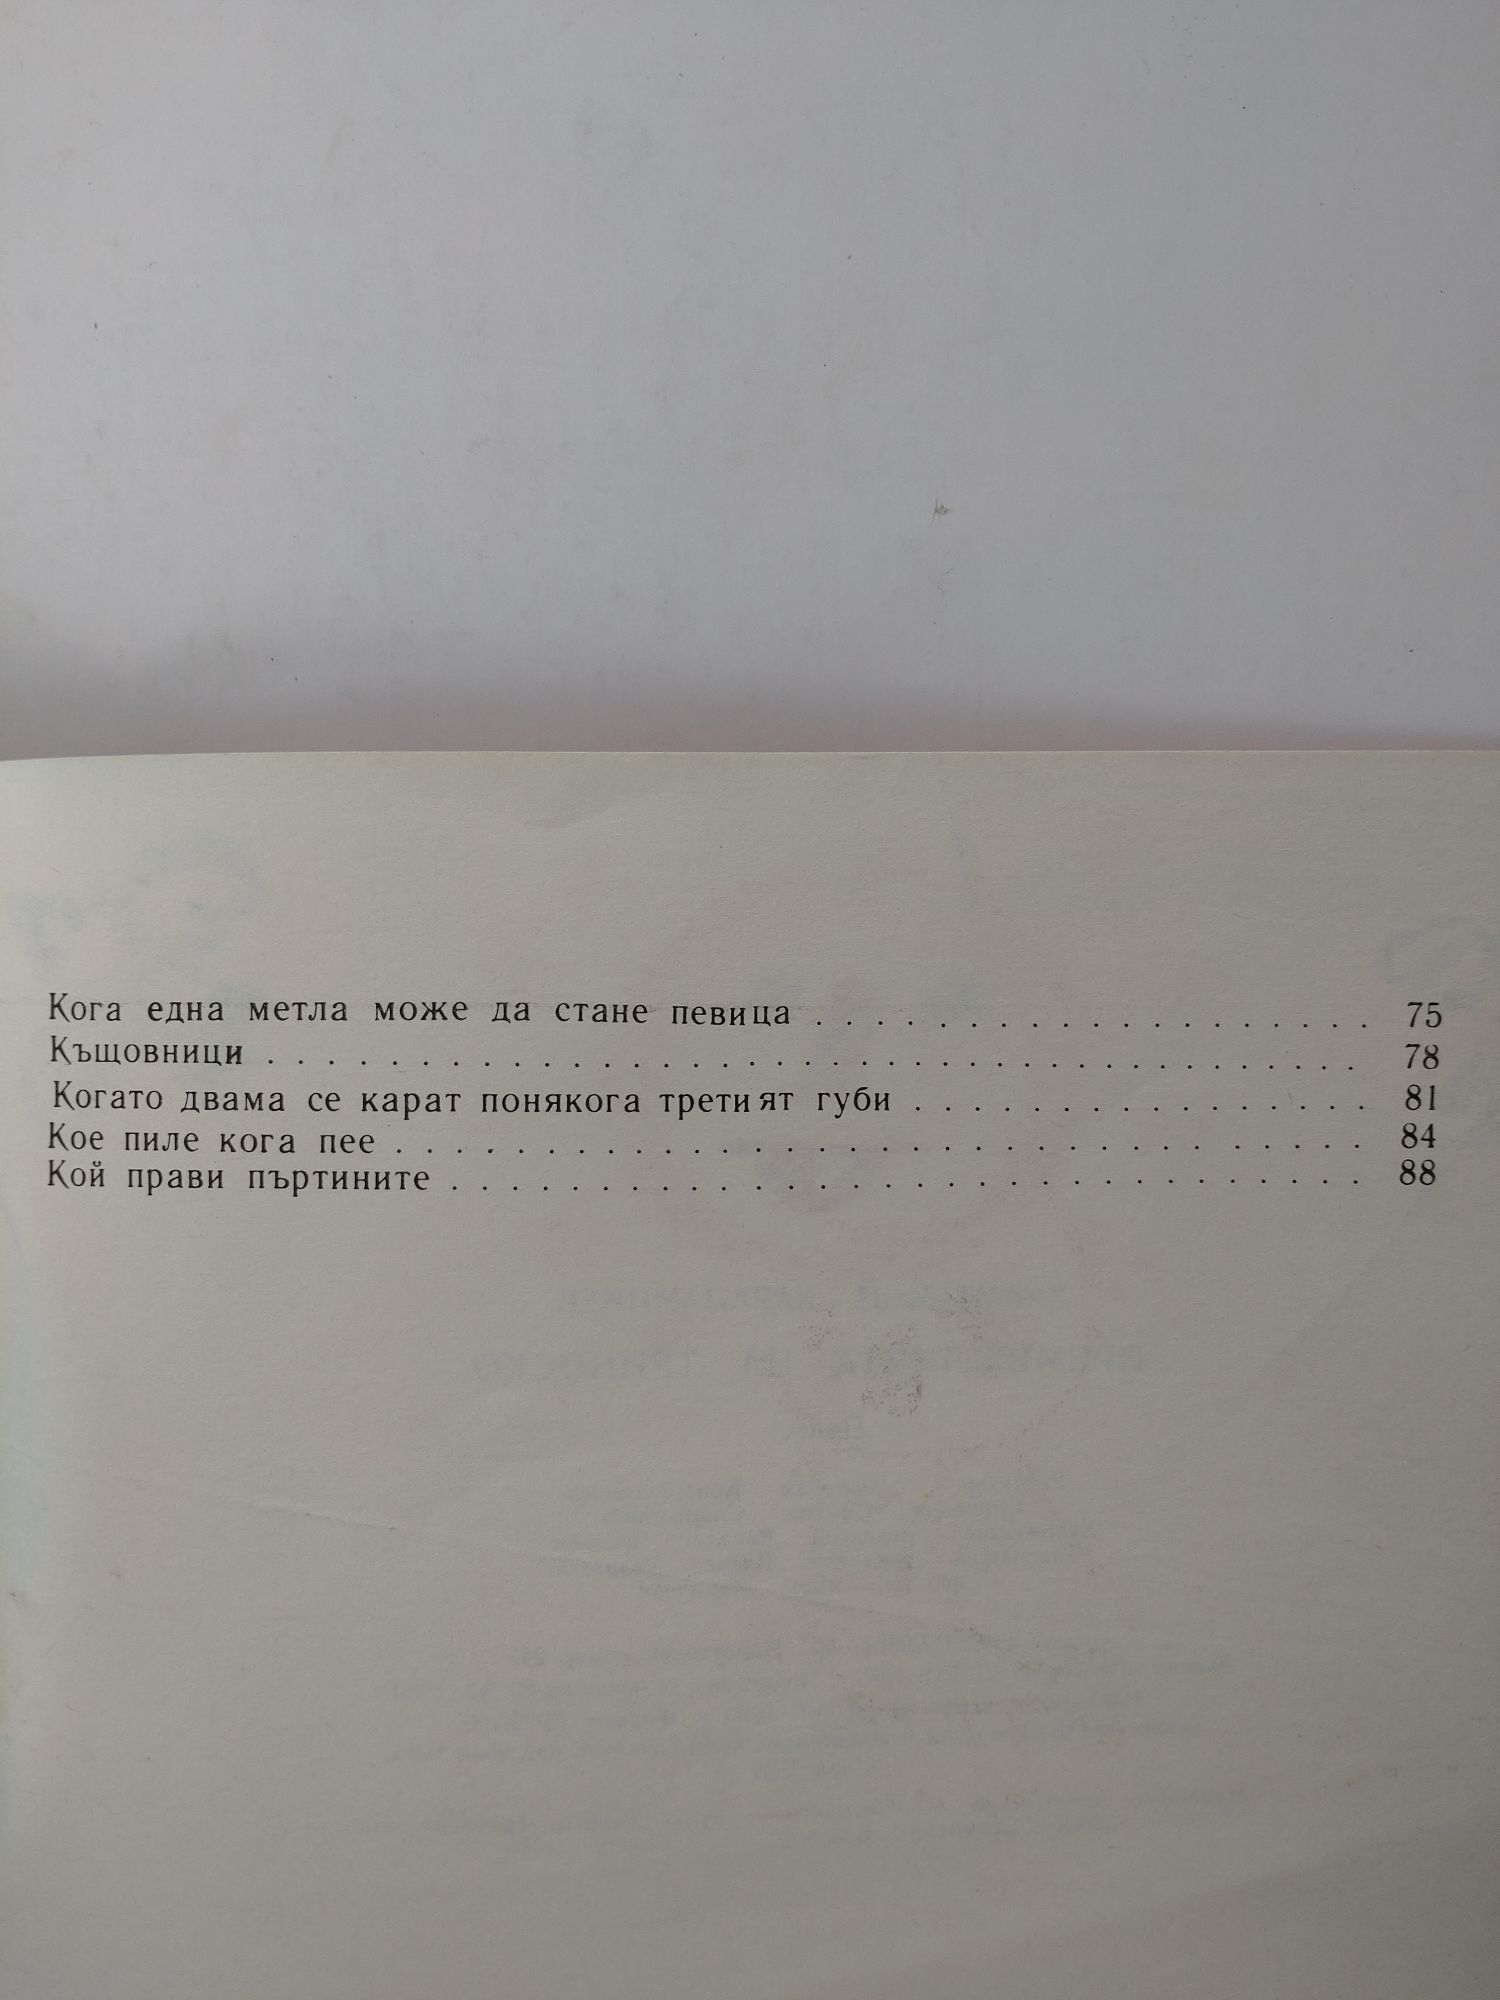 Кога една метла може да стане певица . . . . . . . . . . . . . . . . . . . 75
Къщовници . . . . . . . . . . . . . . . . . . . . . . . . . . . . . . . . . . . . 78
Когато двама се карат понякога третият губи . . . . . . . . . . . . . . . 81
Кое пиле кога пее . . . . . . . . . . . . . . . . . . . . . . . . . . . . . . . . 84
Кой прави пъртините . . . . . . . . . . . . . . . . . . . . . . . . . . . . . . 88